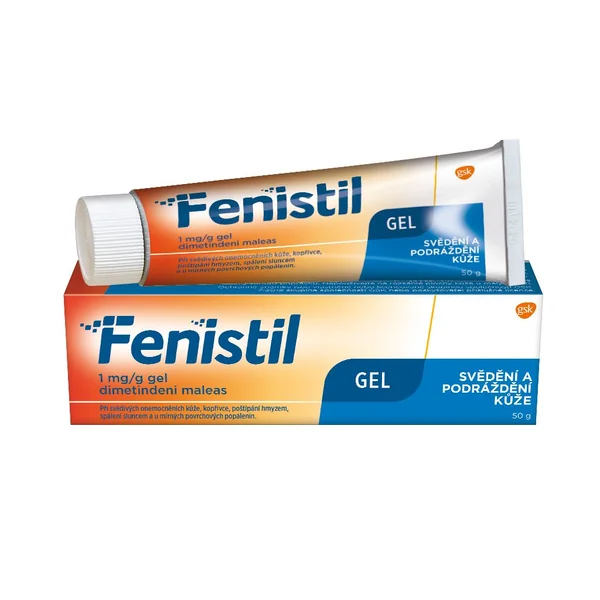 Fenistil
1 mg/g gel
dimetindeni maleas
Při svědivých onemocněních kůže, kopřivce,
poštípání hmyzem, spálení sluncem
a u mírných povrchových popálenin.
GEL
SVĚDĚNÍ A
PODRÁŽDĚNÍ
KŮŽE
50 g
gsk
Fenistil
1 mg/g gel
dimetindeni maleas
Při svědivých onemocněních kůže, kopřivce, poštípání hmyzem,
spálení sluncem a u mírných povrchových popálenin.
GEL
SVĚDĚNÍ A
PODRÁŽDĚNÍ
KŮŽE
50 g
gsk